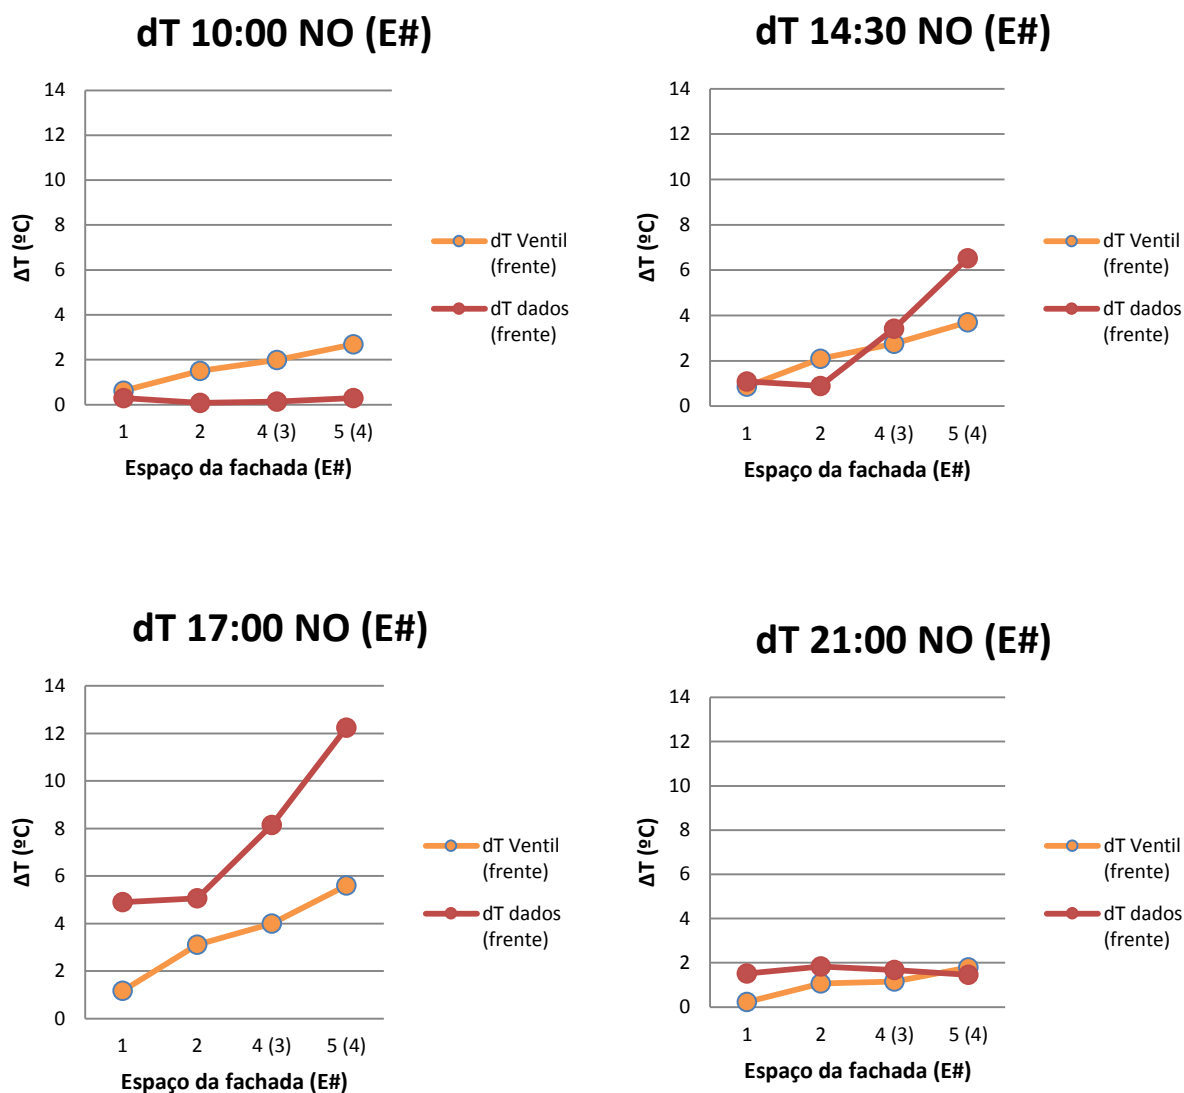 dT 10:00 NO (E#)
14
12
10
8
6
4
2
0
ΔT (ºC)
1 2 4 (3) 5 (4)
Espaço da fachada (E#)
dT Ventil
(frente)
dT dados
(frente)
dT 14:30 NO (E#)
14
12
10
8
6
4
2
0
ΔT (ºC)
1 2 4 (3) 5 (4)
Espaço da fachada (E#)
dT Ventil
(frente)
dT dados
(frente)
dT 17:00 NO (E#)
14
12
10
8
6
4
2
0
ΔT (ºC)
1 2 4 (3) 5 (4)
Espaço da fachada (E#)
dT Ventil
(frente)
dT dados
(frente)
dT 21:00 NO (E#)
14
12
10
8
6
4
2
0
ΔT (ºC)
1 2 4 (3) 5 (4)
Espaço da fachada (E#)
dT Ventil
(frente)
dT dados
(frente)